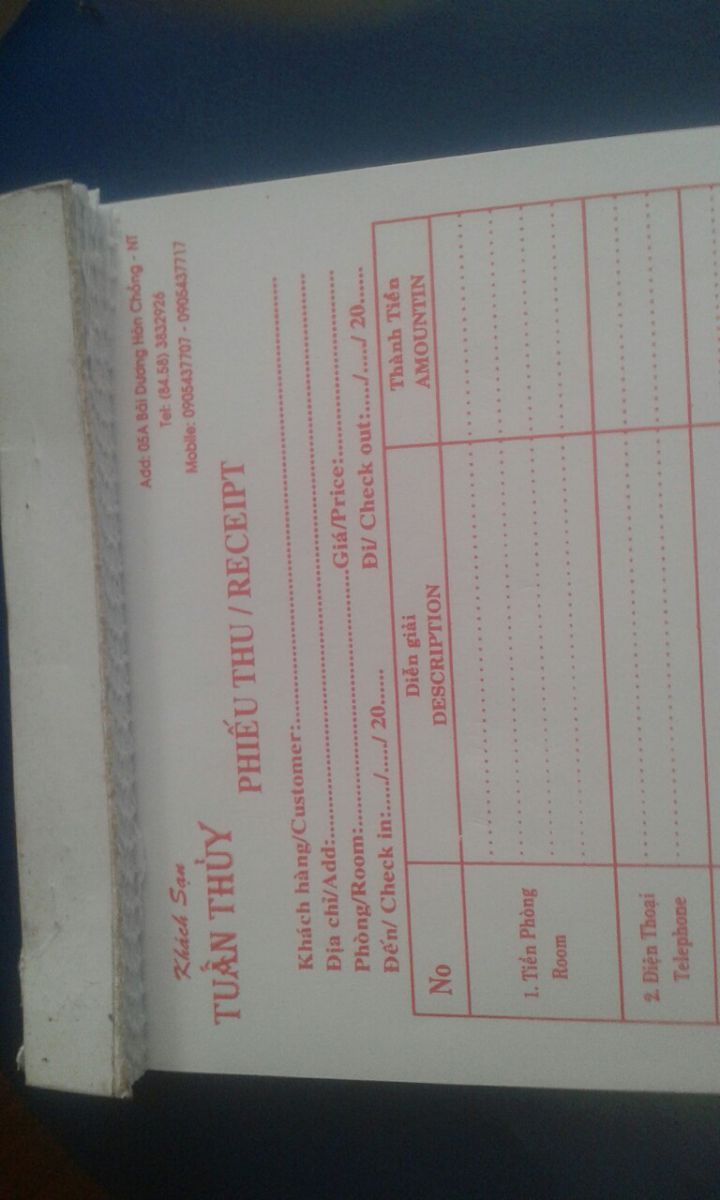 Khách Sạn
TUẤN THỦY
Add: 05A Bãi Dương Hòn Chồng - NT
Tel: (84.58) 3832926
Mobile: 0905437707 - 0905437717
PHIẾU THU / RECEIPT
Khách hàng/Customer:
Địa chỉ/Add:
Phòng/Room: Giá/Price:
Đến/ Check in:...../...../ 20...... Đi/ Check out:...../...../ 20......
No Diễn giải Thành Tiền
DESCRIPTION AMOUNTIN
1. Tiền Phòng
Room
2. Điện Thoại
Telephone